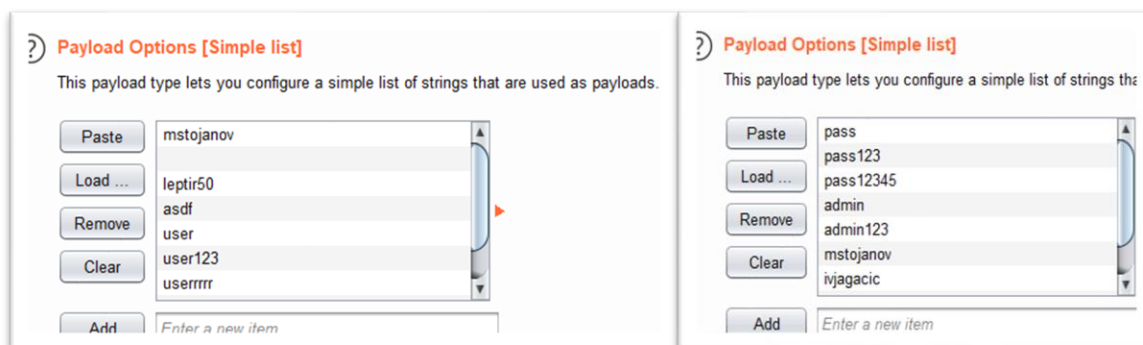 ? Payload Options [Simple list]
This payload type lets you configure a simple list of strings that are used as payloads.
Paste
mstojanov
Load ...
leptir50
asdf
Remove
user
user123
Clear
userrrrr
Add
Enter a new item
? Payload Options [Simple list]
This payload type lets you configure a simple list of strings tha
Paste
pass
pass123
Load ...
pass12345
admin
Remove
admin123
Clear
mstojanov
ivjagacic
Add
Enter a new item